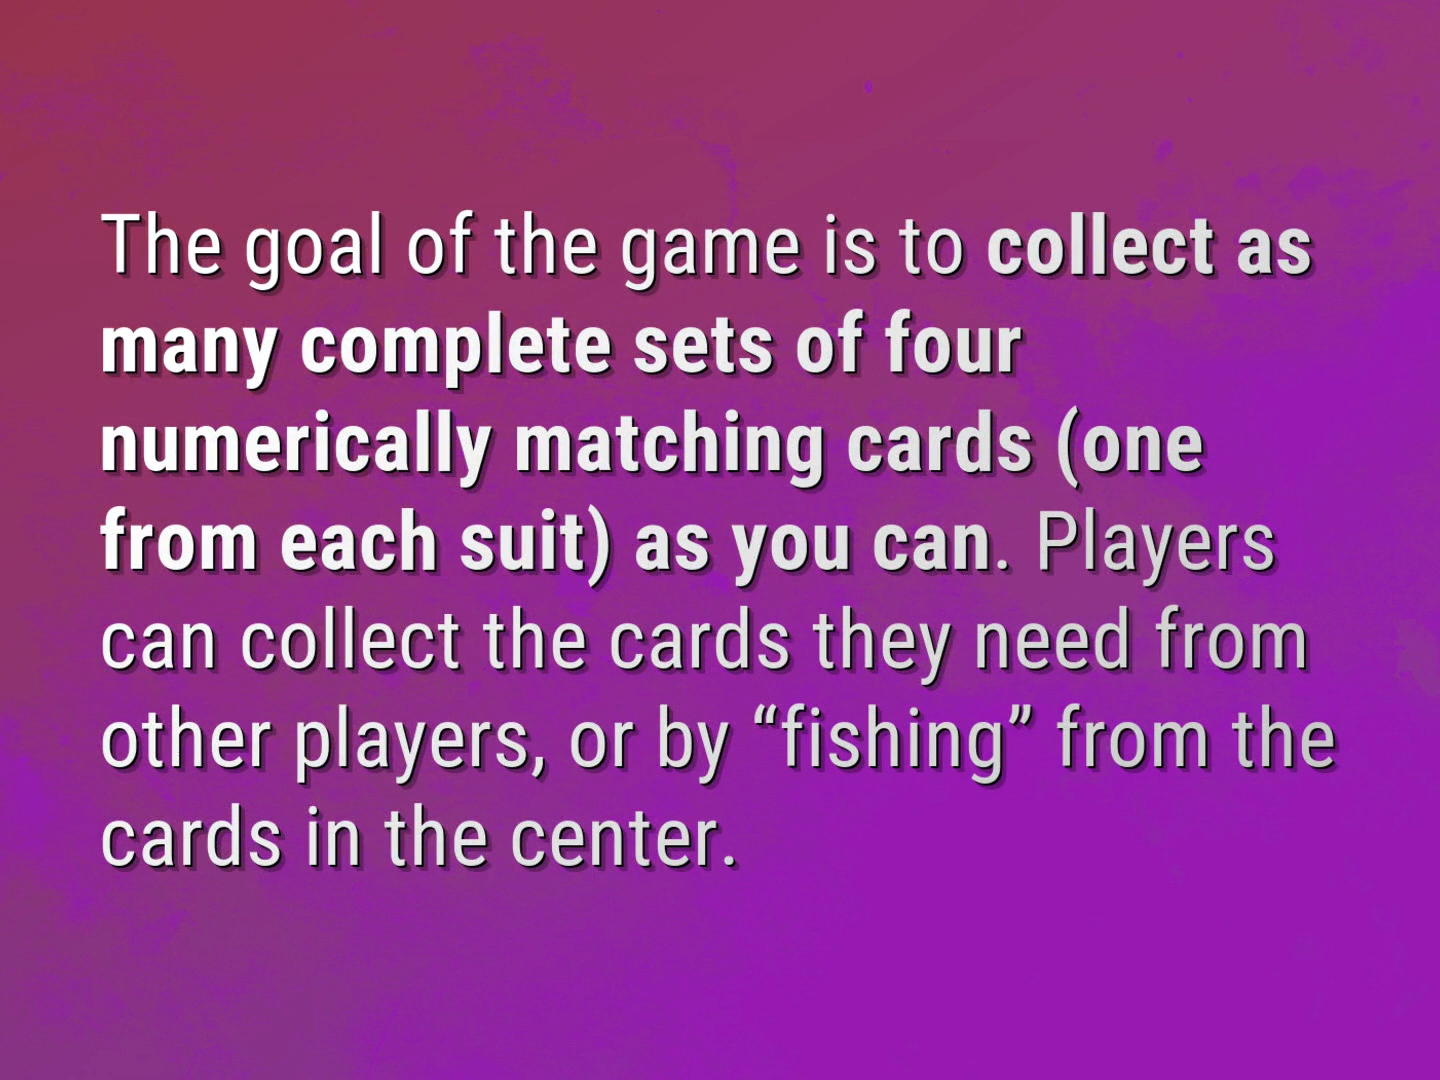 The goal of the game is to collect as
many complete sets of four
numerically matching cards (one
from each suit) as you can. Players
can collect the cards they need from
other players, or by “fishing” from the
cards in the center.